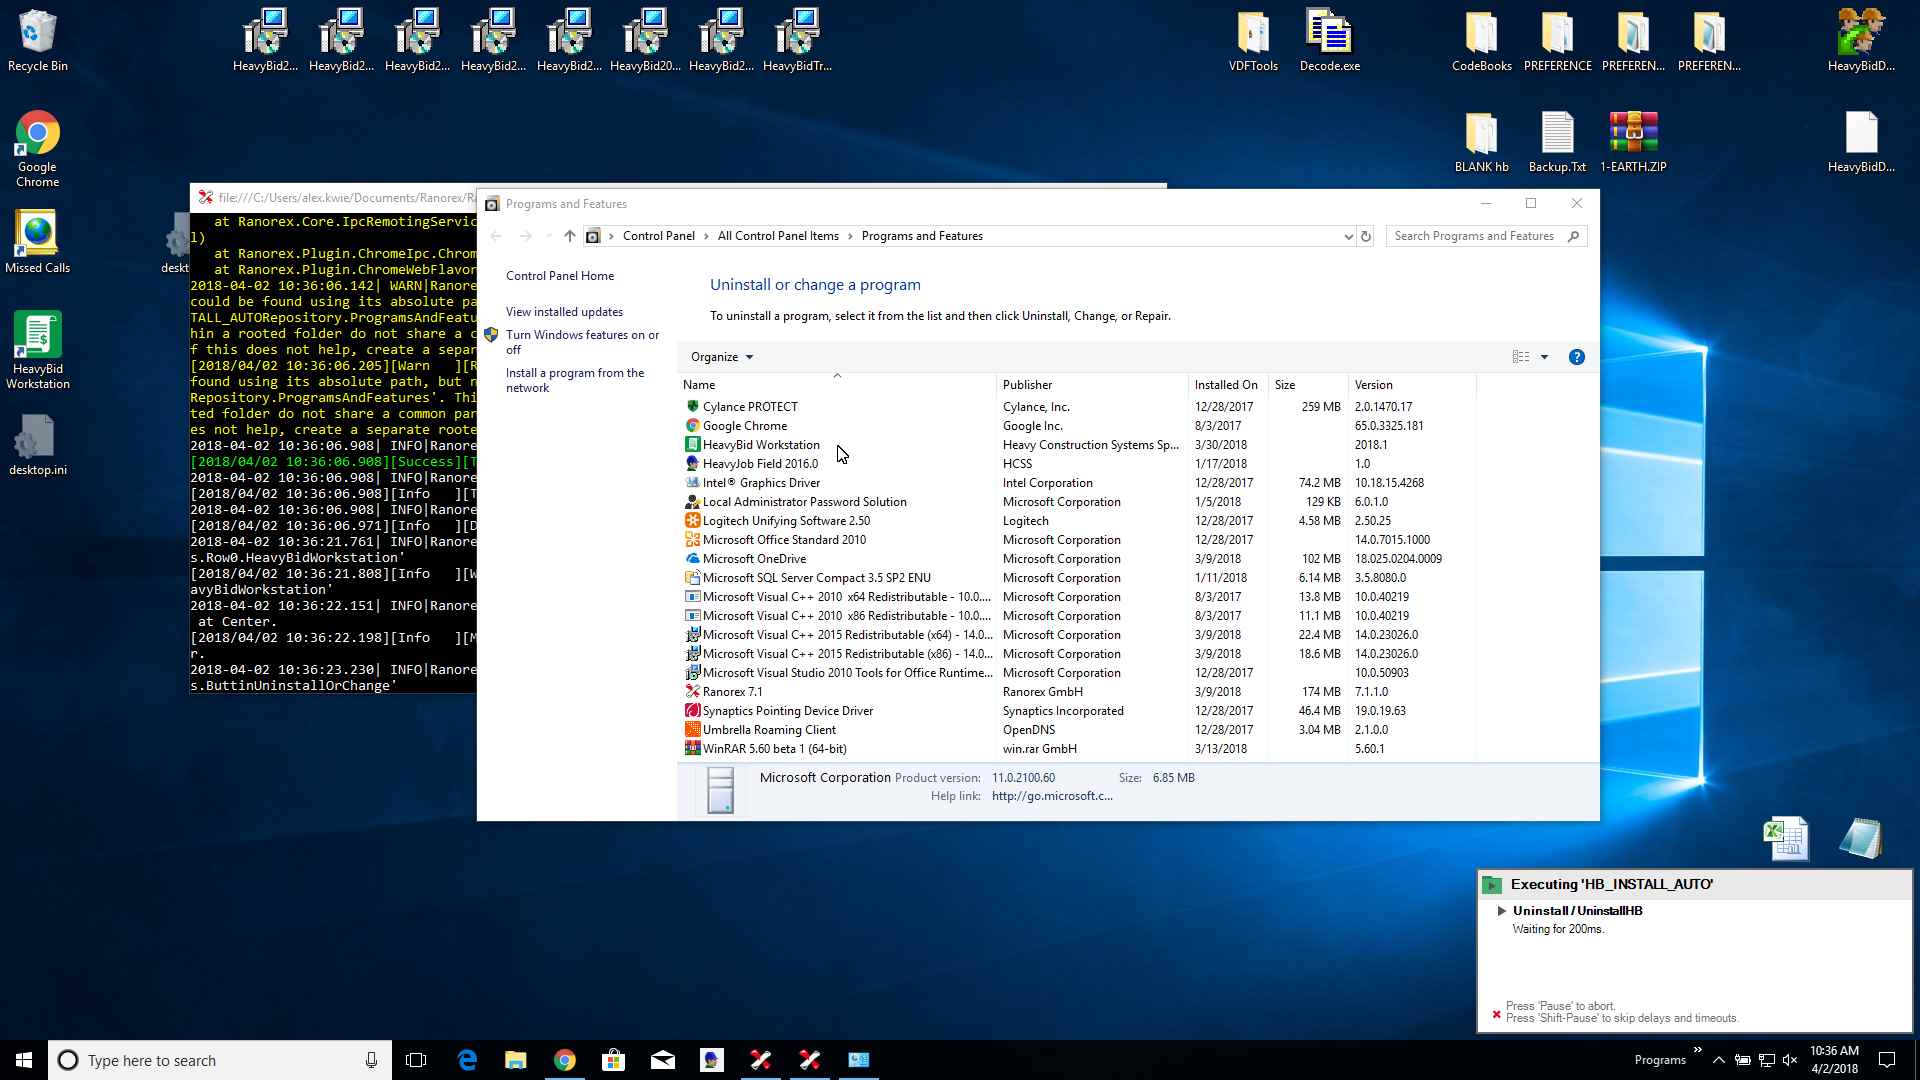 Recycle Bin
HeavyBid2...
HeavyBid2...
HeavyBid2...
HeavyBid2...
HeavyBid2...
HeavyBid20...
HeavyBid2...
HeavyBidTr...
VDFTools
Decode.exe
CodeBooks
PREFERENCE
PREFEREN...
PREFEREN...
HeavyBidD...
Google
Chrome
BLANK hb
Backup.Txt
1-EARTH.ZIP
HeavyBidD...
Missed Calls
deskt
HeavyBid
Workstation
desktop.ini
file:///C:/Users/alex.kwie/Documents/Ranorex/Ra
at Ranorex.Core.IpcRemotingServic
l)
at Ranorex.Plugin.ChromeIpc.Chrom
at Ranorex.Plugin.ChromeWebFlavor
2018-04-02 10:36:06.142| WARN|Ranore
could be found using its absolute pa
TALL_AUTORepository.ProgramsAndFeatu
hin a rooted folder do not share a c
f this does not help, create a separ
[2018/04/02 10:36:06.205][Warn   ][R
found using its absolute path, but n
Repository.ProgramsAndFeatures'. Thi
ted folder do not share a common par
es not help, create a separate roote
2018-04-02 10:36:06.908| INFO|Ranore
[2018/04/02 10:36:06.908][Success][T
2018-04-02 10:36:06.908| INFO|Ranore
[2018/04/02 10:36:06.908][Info   ][T
2018-04-02 10:36:06.908| INFO|Ranore
[2018/04/02 10:36:06.971][Info   ][D
2018-04-02 10:36:21.761| INFO|Ranore
s.Row0.HeavyBidWorkstation'
[2018/04/02 10:36:21.808][Info   ][W
avyBidWorkstation'
2018-04-02 10:36:22.151| INFO|Ranore
at Center.
[2018/04/02 10:36:22.198][Info   ][M
r.
2018-04-02 10:36:23.230| INFO|Ranore
s.ButtinUninstallOrChange'
Programs and Features
Control Panel > All Control Panel Items > Programs and Features
Search Programs and Features
Control Panel Home
View installed updates
Turn Windows features on or
off
Install a program from the
network
Uninstall or change a program
To uninstall a program, select it from the list and then click Uninstall, Change, or Repair.
Organize
Name Publisher Installed On Size Version
Cylance PROTECT Cylance, Inc. 12/28/2017 259 MB 2.0.1470.17
Google Chrome Google Inc. 8/3/2017 65.0.3325.181
HeavyBid Workstation Heavy Construction Systems Sp... 3/30/2018 2018.1
HeavyJob Field 2016.0 HCSS 1/17/2018 1.0
Intel® Graphics Driver Intel Corporation 12/28/2017 74.2 MB 10.18.15.4268
Local Administrator Password Solution Microsoft Corporation 1/5/2018 129 KB 6.0.1.0
Logitech Unifying Software 2.50 Logitech 12/28/2017 4.58 MB 2.50.25
Microsoft Office Standard 2010 Microsoft Corporation 12/28/2017 14.0.7015.1000
Microsoft OneDrive Microsoft Corporation 3/9/2018 102 MB 18.025.0204.0009
Microsoft SQL Server Compact 3.5 SP2 ENU Microsoft Corporation 1/11/2018 6.14 MB 3.5.8080.0
Microsoft Visual C++ 2010  x64 Redistributable - 10.0.... Microsoft Corporation 8/3/2017 13.8 MB 10.0.40219
Microsoft Visual C++ 2010  x86 Redistributable - 10.0.... Microsoft Corporation 8/3/2017 11.1 MB 10.0.40219
Microsoft Visual C++ 2015 Redistributable (x64) - 14.0... Microsoft Corporation 3/9/2018 22.4 MB 14.0.23026.0
Microsoft Visual C++ 2015 Redistributable (x86) - 14.0... Microsoft Corporation 3/9/2018 18.6 MB 14.0.23026.0
Microsoft Visual Studio 2010 Tools for Office Runtime... Microsoft Corporation 12/28/2017 10.0.50903
Ranorex 7.1 Ranorex GmbH 3/9/2018 174 MB 7.1.1.0
Synaptics Pointing Device Driver Synaptics Incorporated 12/28/2017 46.4 MB 19.0.19.63
Umbrella Roaming Client OpenDNS 12/28/2017 3.04 MB 2.1.0.0
WinRAR 5.60 beta 1 (64-bit) win.rar GmbH 3/13/2018 5.60.1
Microsoft Corporation Product version: 11.0.2100.60 Size: 6.85 MB
Help link: http://go.microsoft.c...
Executing 'HB_INSTALL_AUTO'
Uninstall / UninstallHB
Waiting for 200ms.
Press 'Pause' to abort.
Press 'Shift-Pause' to skip delays and timeouts.
Type here to search
Programs »
10:36 AM
4/2/2018